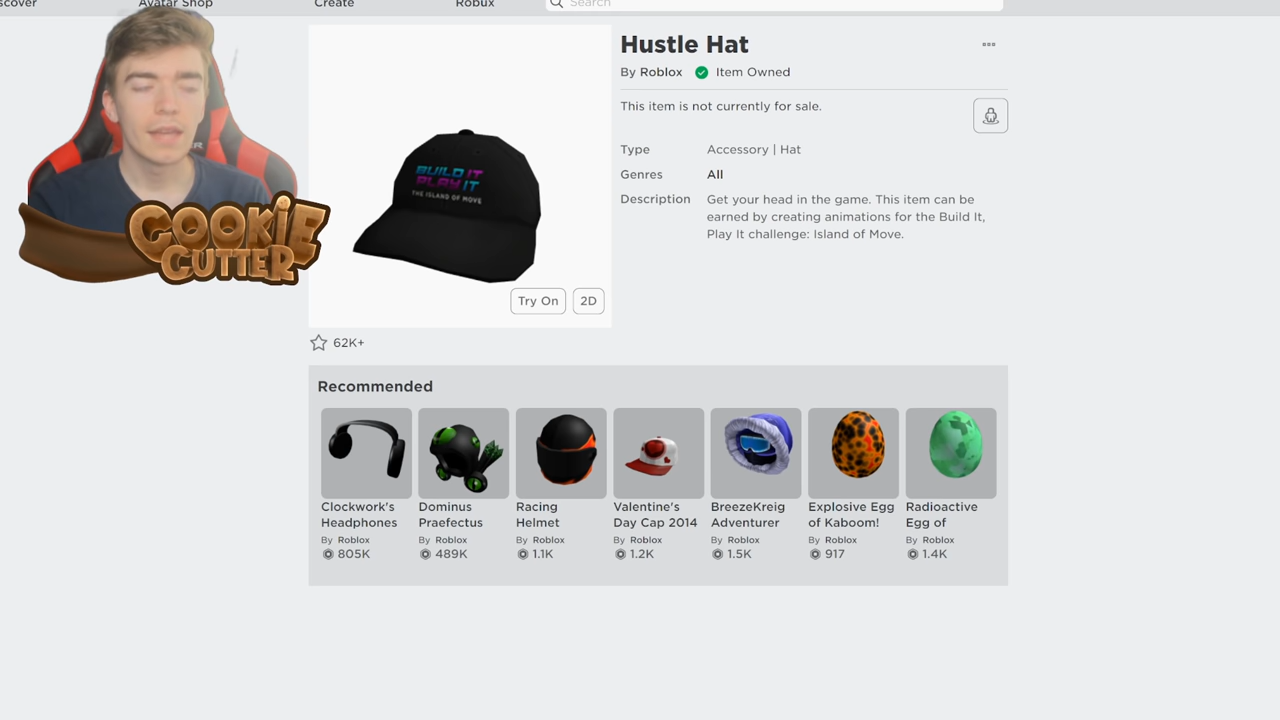 scover Avatar Shop Create Robux Search
Hustle Hat
By Roblox Item Owned
This item is not currently for sale.
Type Accessory | Hat
Genres All
Description Get your head in the game. This item can be
earned by creating animations for the Build It,
Play It challenge: Island of Move.
BUILD IT
PLAY IT
THE ISLAND OF MOVE
COOKIE
CUTTER
Try On 2D
62K+
Recommended
Clockwork's
Headphones
By Roblox
805K
Dominus
Praefectus
By Roblox
489K
Racing
Helmet
By Roblox
1.1K
Valentine's
Day Cap 2014
By Roblox
1.2K
BreezeKreig
Adventurer
By Roblox
1.5K
Explosive Egg
of Kaboom!
By Roblox
917
Radioactive
Egg of
By Roblox
1.4K